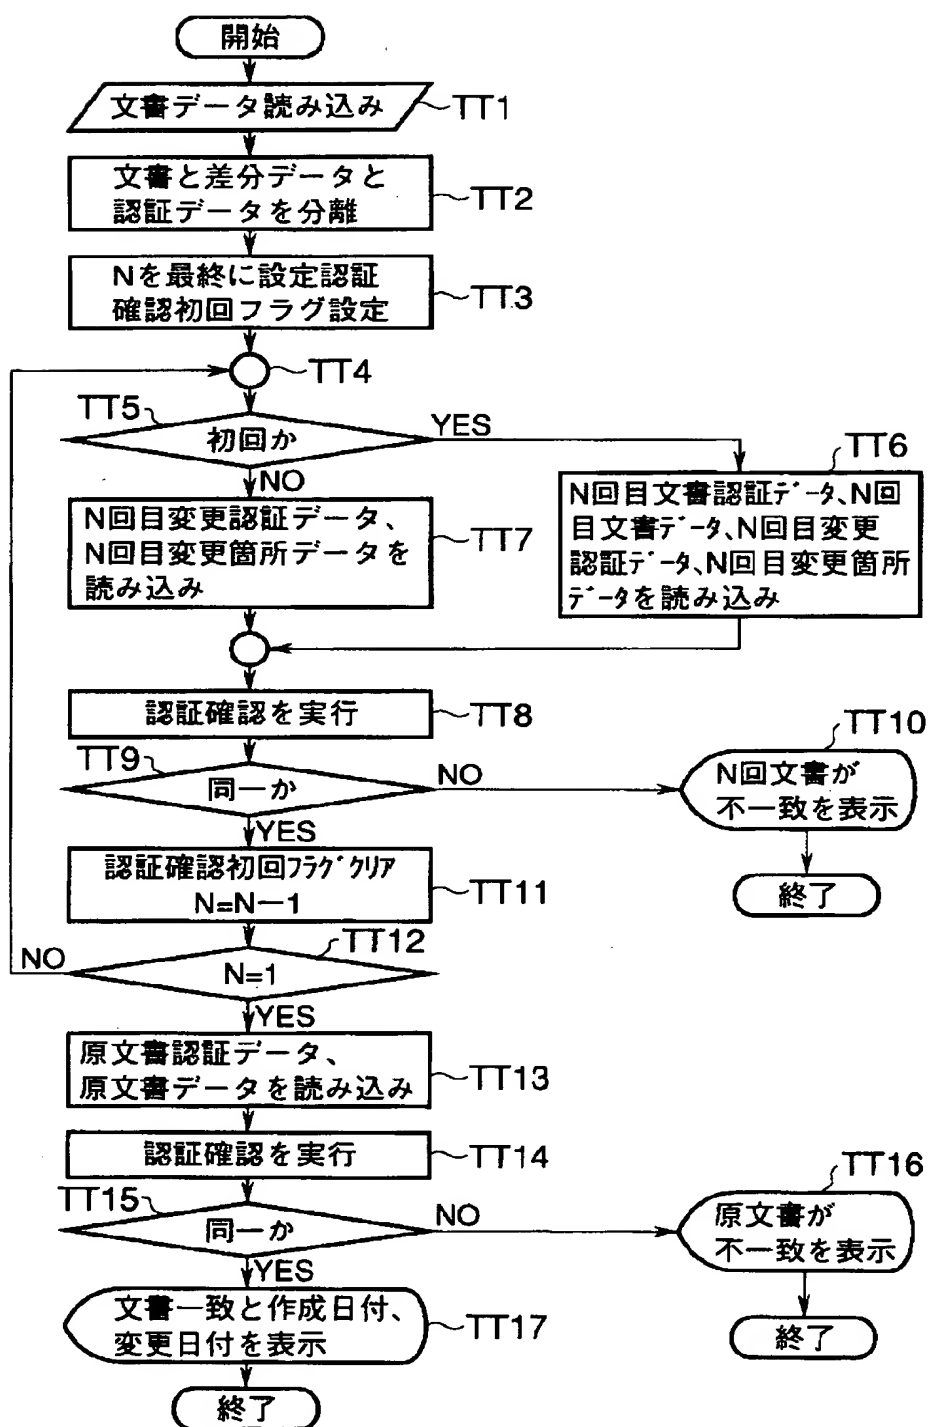 開始
文書データ読み込み
TT1
文書と差分データと
認証データを分離
TT2
Nを最終に設定認証
確認初回フラグ設定
TT3
TT4
TT5
初回か
YES
NO
TT6
N回目文書認証ﾃﾞｰﾀ、N回
目文書ﾃﾞｰﾀ、N回目変更
認証ﾃﾞｰﾀ、N回目変更箇所
ﾃﾞｰﾀを読み込み
N回目変更認証データ、
N回目変更箇所データを
読み込み
TT7
認証確認を実行
TT8
TT9
同一か
NO
YES
TT10
N回文書が
不一致を表示
終了
認証確認初回ﾌﾗｸﾞｸﾘｱ
N=N－1
TT11
TT12
NO
N=1
YES
原文書認証データ、
原文書データを読み込み
TT13
認証確認を実行
TT14
TT15
同一か
NO
YES
TT16
原文書が
不一致を表示
終了
文書一致と作成日付、
変更日付を表示
TT17
終了